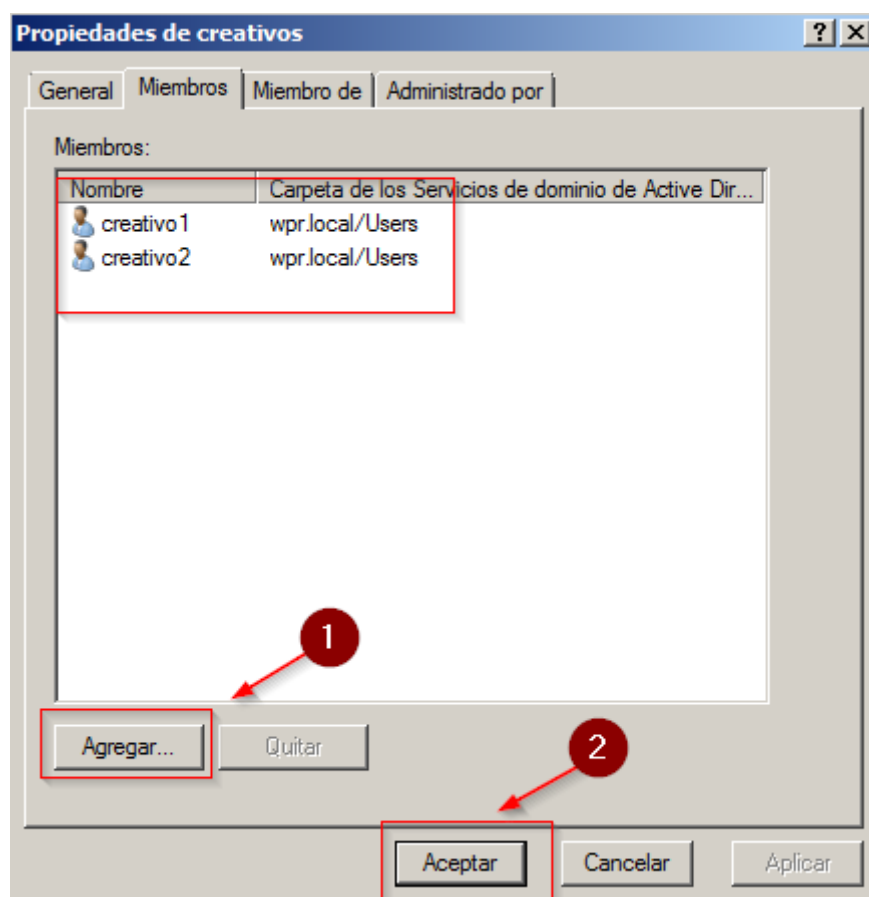 Propiedades de creativos ? X
General Miembros Miembro de Administrado por
Miembros:
Nombre Carpeta de los Servicios de dominio de Active Dir...
creativo1 wpr.local/Users
creativo2 wpr.local/Users
1
Agregar... Quitar
2
Aceptar Cancelar Aplicar